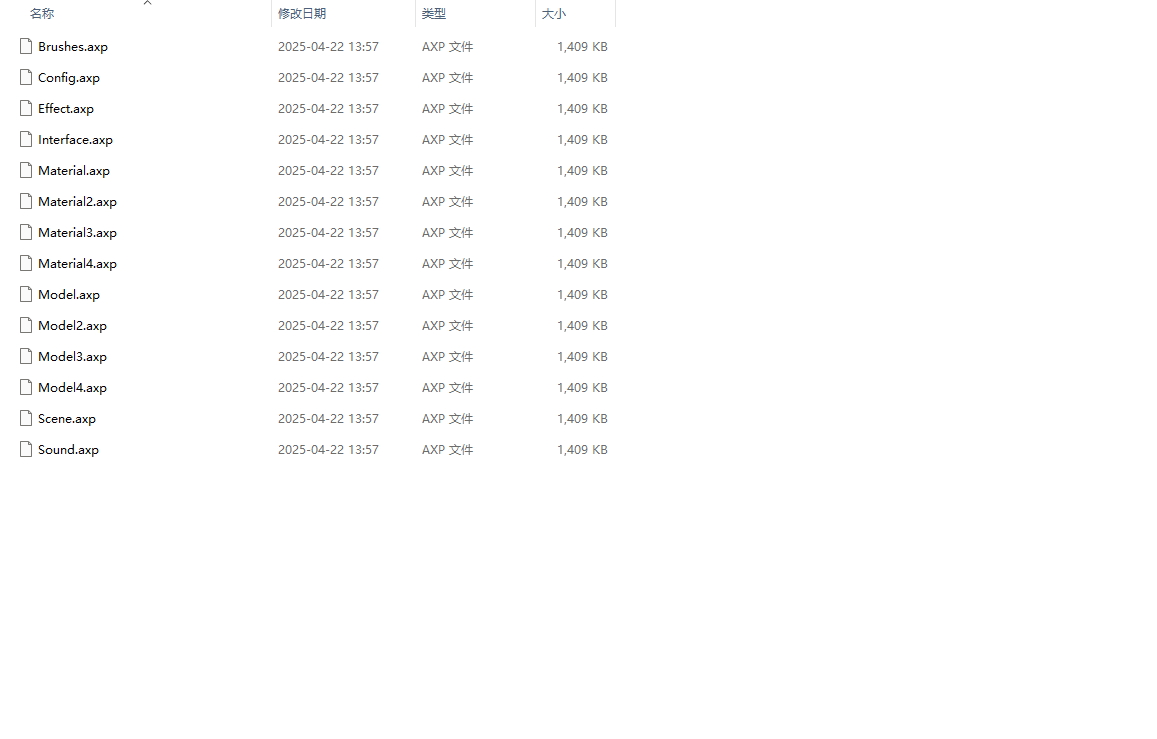 名称 修改日期 类型 大小
Brushes.axp 2025-04-22 13:57 AXP 文件 1,409 KB
Config.axp 2025-04-22 13:57 AXP 文件 1,409 KB
Effect.axp 2025-04-22 13:57 AXP 文件 1,409 KB
Interface.axp 2025-04-22 13:57 AXP 文件 1,409 KB
Material.axp 2025-04-22 13:57 AXP 文件 1,409 KB
Material2.axp 2025-04-22 13:57 AXP 文件 1,409 KB
Material3.axp 2025-04-22 13:57 AXP 文件 1,409 KB
Material4.axp 2025-04-22 13:57 AXP 文件 1,409 KB
Model.axp 2025-04-22 13:57 AXP 文件 1,409 KB
Model2.axp 2025-04-22 13:57 AXP 文件 1,409 KB
Model3.axp 2025-04-22 13:57 AXP 文件 1,409 KB
Model4.axp 2025-04-22 13:57 AXP 文件 1,409 KB
Scene.axp 2025-04-22 13:57 AXP 文件 1,409 KB
Sound.axp 2025-04-22 13:57 AXP 文件 1,409 KB